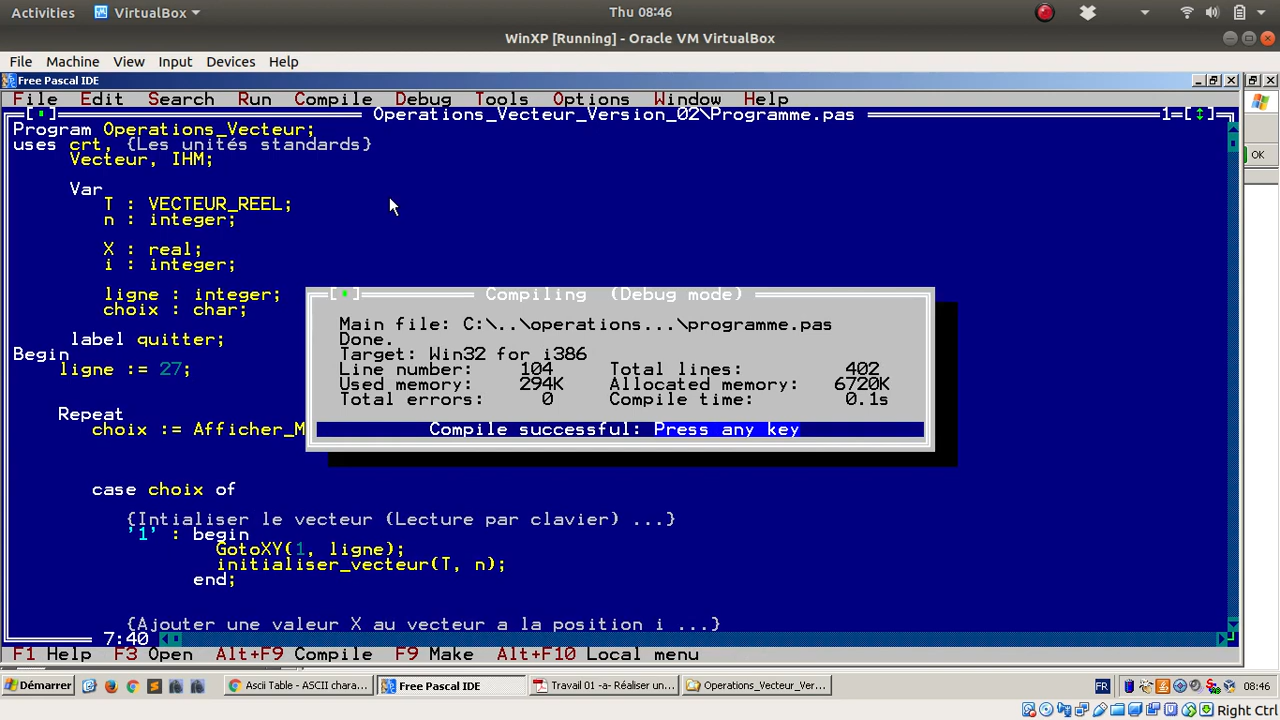 Activities VirtualBox Thu 08:46
WinXP [Running] - Oracle VM VirtualBox
File Machine View Input Devices Help
Free Pascal IDE
File Edit Search Run Compile Debug Tools Options Window Help
Operations_Vecteur_Version_02\Programme.pas 1
Program Operations_Vecteur;
uses crt, {Les unités standards}
Vecteur, IHM;
OK
Var
T : VECTEUR_REEL;
n : integer;
X : real;
i : integer;
ligne : integer;
choix : char;
label quitter;
Begin
ligne := 27;
Repeat
choix := Afficher_M
Compiling (Debug mode)
Main file: C:\..\operations...\programme.pas
Done.
Target: Win32 for i386
Line number: 104 Total lines: 402
Used memory: 294K Allocated memory: 6720K
Total errors: 0 Compile time: 0.1s
Compile successful: Press any key
case choix of
{Intialiser le vecteur (Lecture par clavier) ...}
'1' : begin
GotoXY(1, ligne);
initialiser_vecteur(T, n);
end;
{Ajouter une valeur X au vecteur a la position i ...}
7:40
F1 Help F3 Open Alt+F9 Compile F9 Make Alt+F10 Local menu
Démarrer Ascii Table - ASCII chara... Free Pascal IDE Travail 01 -a- Réaliser un... Operations_Vecteur_Ver... FR 08:46
Right Ctrl